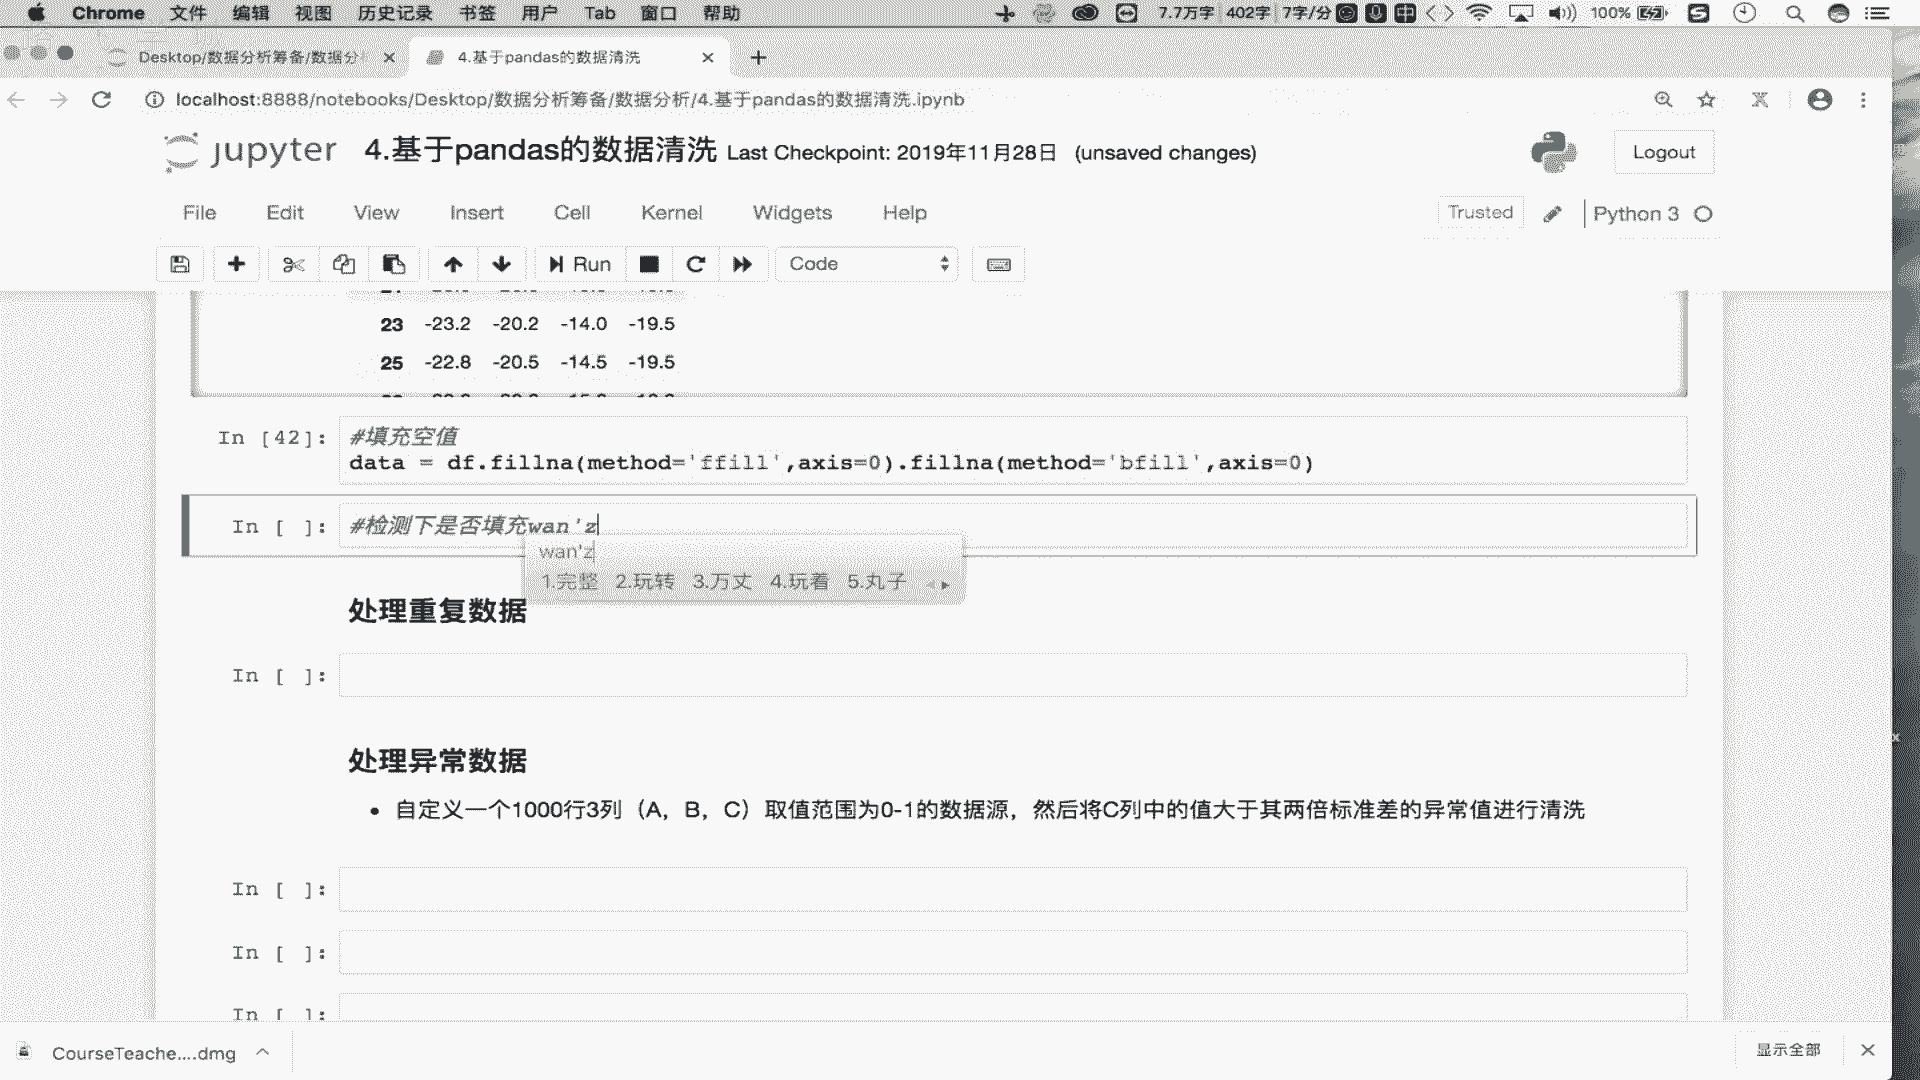 Chrome 文件 编辑 视图 历史记录 书签 用户 Tab 窗口 帮助 7.7万字 402字 7字/分 中 100%
Desktop/数据分析筹备/数据分 4.基于pandas的数据清洗
localhost:8888/notebooks/Desktop/数据分析筹备/数据分析/4.基于pandas的数据清洗.ipynb
jupyter 4.基于pandas的数据清洗 Last Checkpoint: 2019年11月28日 (unsaved changes) Logout
File Edit View Insert Cell Kernel Widgets Help Trusted Python 3
Run Code
23 -23.2 -20.2 -14.0 -19.5
25 -22.8 -20.5 -14.5 -19.5
In [42]: #填充空值
data = df.fillna(method='ffill',axis=0).fillna(method='bfill',axis=0)
In [ ]: #检测下是否填充wan'z
wan'z
1.完整 2.玩转 3.万丈 4.玩着 5.丸子
处理重复数据
In [ ]:
处理异常数据
• 自定义一个1000行3列（A，B，C）取值范围为0-1的数据源，然后将C列中的值大于其两倍标准差的异常值进行清洗
In [ ]:
In [ ]:
In [ ]:
CourseTeache....dmg 显示全部